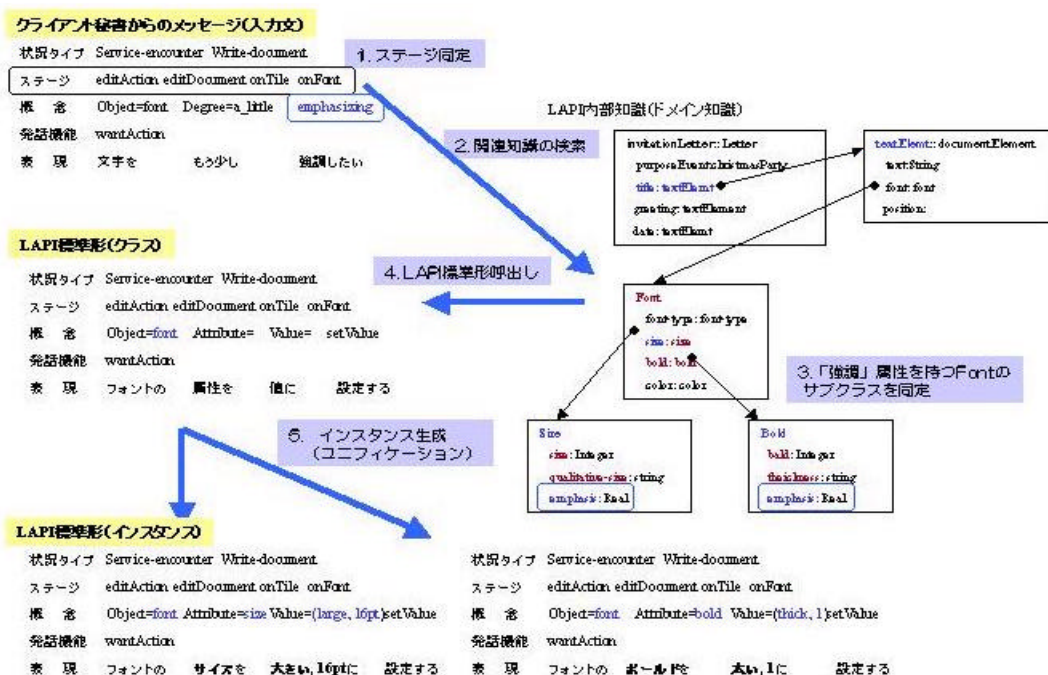 クライアント秘書からのメッセージ(入力文)
状況タイプ Service-encounter Write-document
ステージ editAction editDocument onTile onFont
概 念 Object=font Degree=a_little emphasizing
発話機能 wantAction
表 現 文字を もう少し 強調したい
1.ステージ同定
2.関連知識の検索
LAPI内部知識(ドメイン知識)
invitationLetter::Letter
purposeEvent:christmasParty
title:textElemt
greeting:textElement
date:textElemt
textElemt::documentElement
text:String
font:font
position:
LAPI標準形(クラス)
状況タイプ Service-encounter Write-document
ステージ editAction editDocument onTile onFont
概 念 Object=font Attribute= Value= setValue
発話機能 wantAction
表 現 フォントの 属性を 値に 設定する
4.LAPI標準形呼出し
Font
font-type:font-type
size:size
bold:bold
color:color
3.「強調」属性を持つFontの
サブクラスを同定
Size
size:Integer
qualitative-size:string
emphasis:Real
Bold
bald:Integer
thickness:string
emphasis:Real
5. インスタンス生成
(ユニフィケーション)
LAPI標準形(インスタンス)
状況タイプ Service-encounter Write-document
ステージ editAction editDocument onTile onFont
概 念 Object=font Attribute=size Value=(large, 16pt)setValue
発話機能 wantAction
表 現 フォントの サイズを 大きい,16ptに 設定する
状況タイプ Service-encounter Write-document
ステージ editAction editDocument onTile onFont
概 念 Object=font Attribute=bold Value=(thick, 1)setValue
発話機能 wantAction
表 現 フォントの ボールドを 太い,1に 設定する